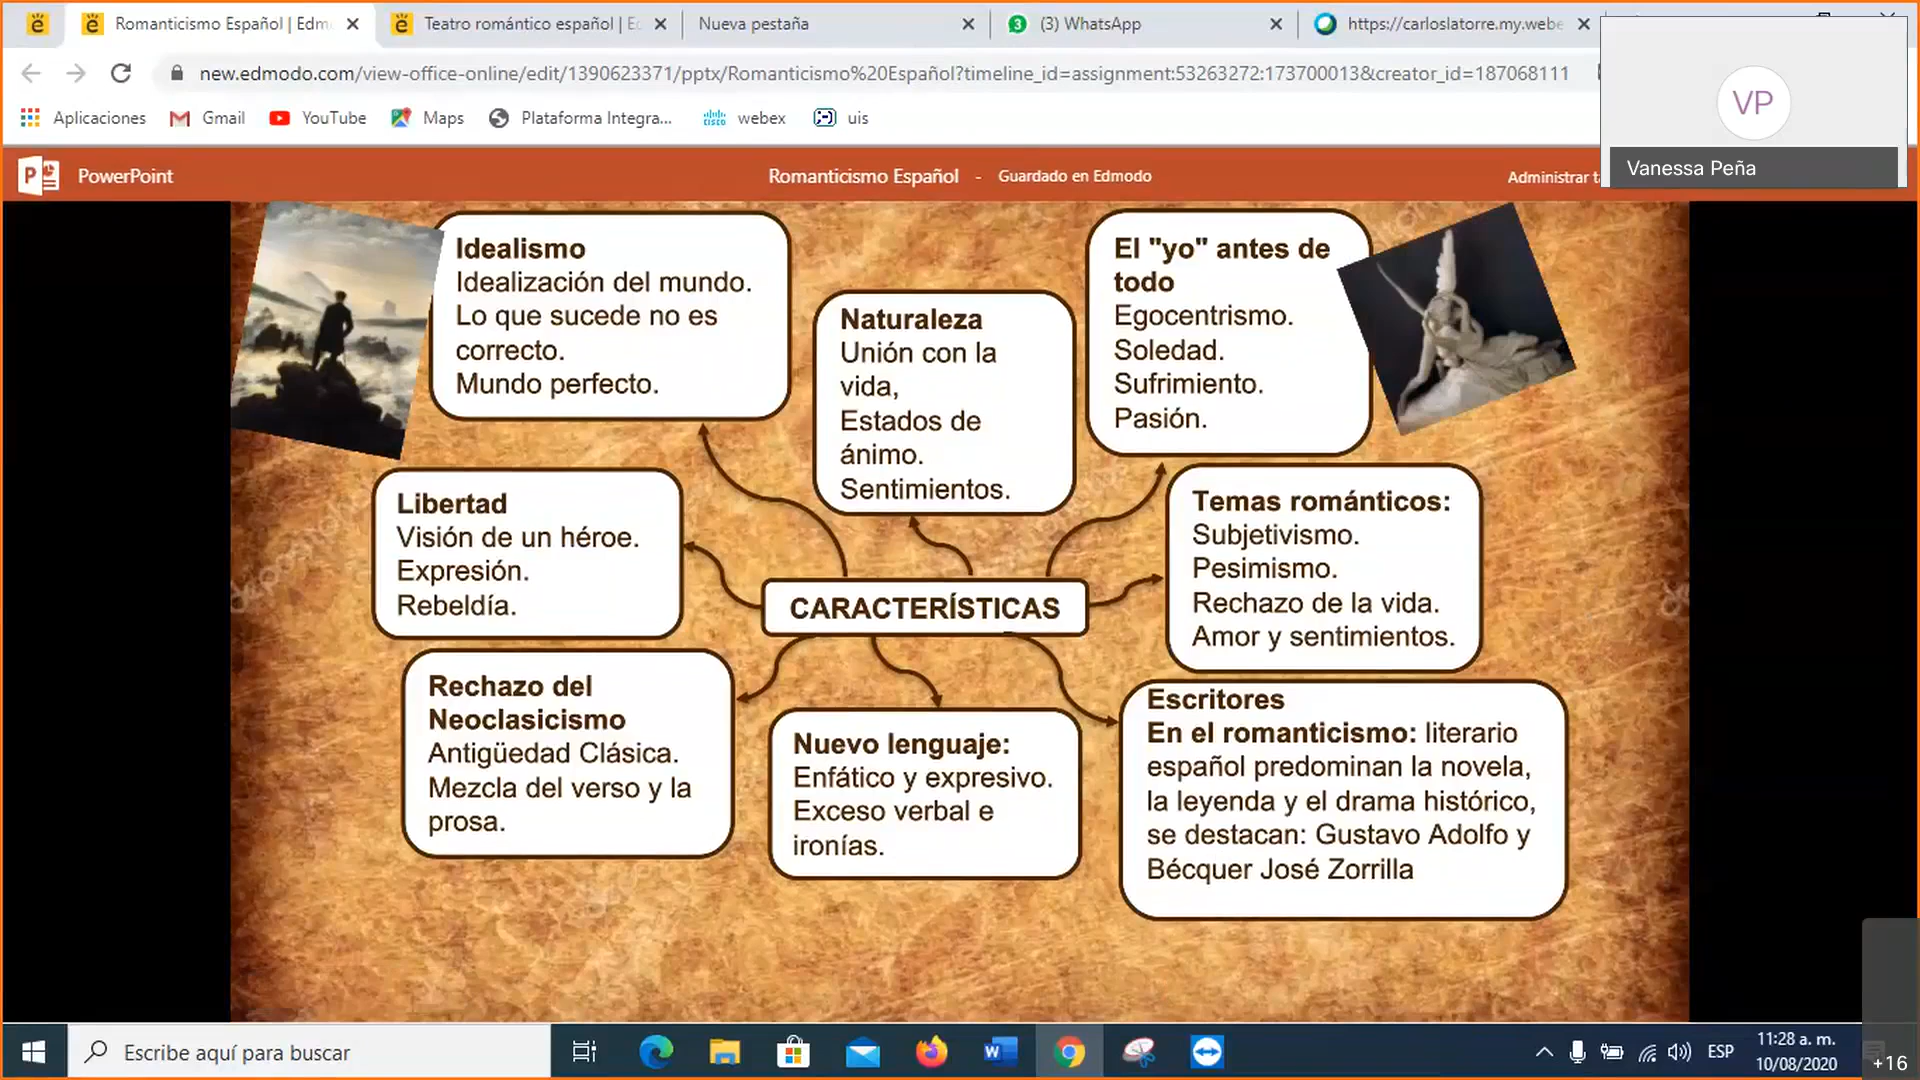 Romanticismo Español | Edm
Teatro romántico español | E
Nueva pestaña
(3) WhatsApp
https://carloslatorre.my.webe
new.edmodo.com/view-office-online/edit/1390623371/pptx/Romanticismo%20Español?timeline_id=assignment:53263272:173700013&creator_id=187068111
Aplicaciones
Gmail
YouTube
Maps
Plataforma Integra...
webex
uis
VP
Vanessa Peña
PowerPoint
Romanticismo Español - Guardado en Edmodo
Administrar
Idealismo
Idealización del mundo.
Lo que sucede no es
correcto.
Mundo perfecto.
Naturaleza
Unión con la
vida,
Estados de
ánimo.
Sentimientos.
El "yo" antes de
todo
Egocentrismo.
Soledad.
Sufrimiento.
Pasión.
Libertad
Visión de un héroe.
Expresión.
Rebeldía.
CARACTERÍSTICAS
Temas románticos:
Subjetivismo.
Pesimismo.
Rechazo de la vida.
Amor y sentimientos.
Rechazo del
Neoclasicismo
Antigüedad Clásica.
Mezcla del verso y la
prosa.
Nuevo lenguaje:
Enfático y expresivo.
Exceso verbal e
ironías.
Escritores
En el romanticismo: literario
español predominan la novela,
la leyenda y el drama histórico,
se destacan: Gustavo Adolfo y
Bécquer José Zorrilla
Escribe aquí para buscar
ESP
11:28 a. m.
10/08/2020
+16